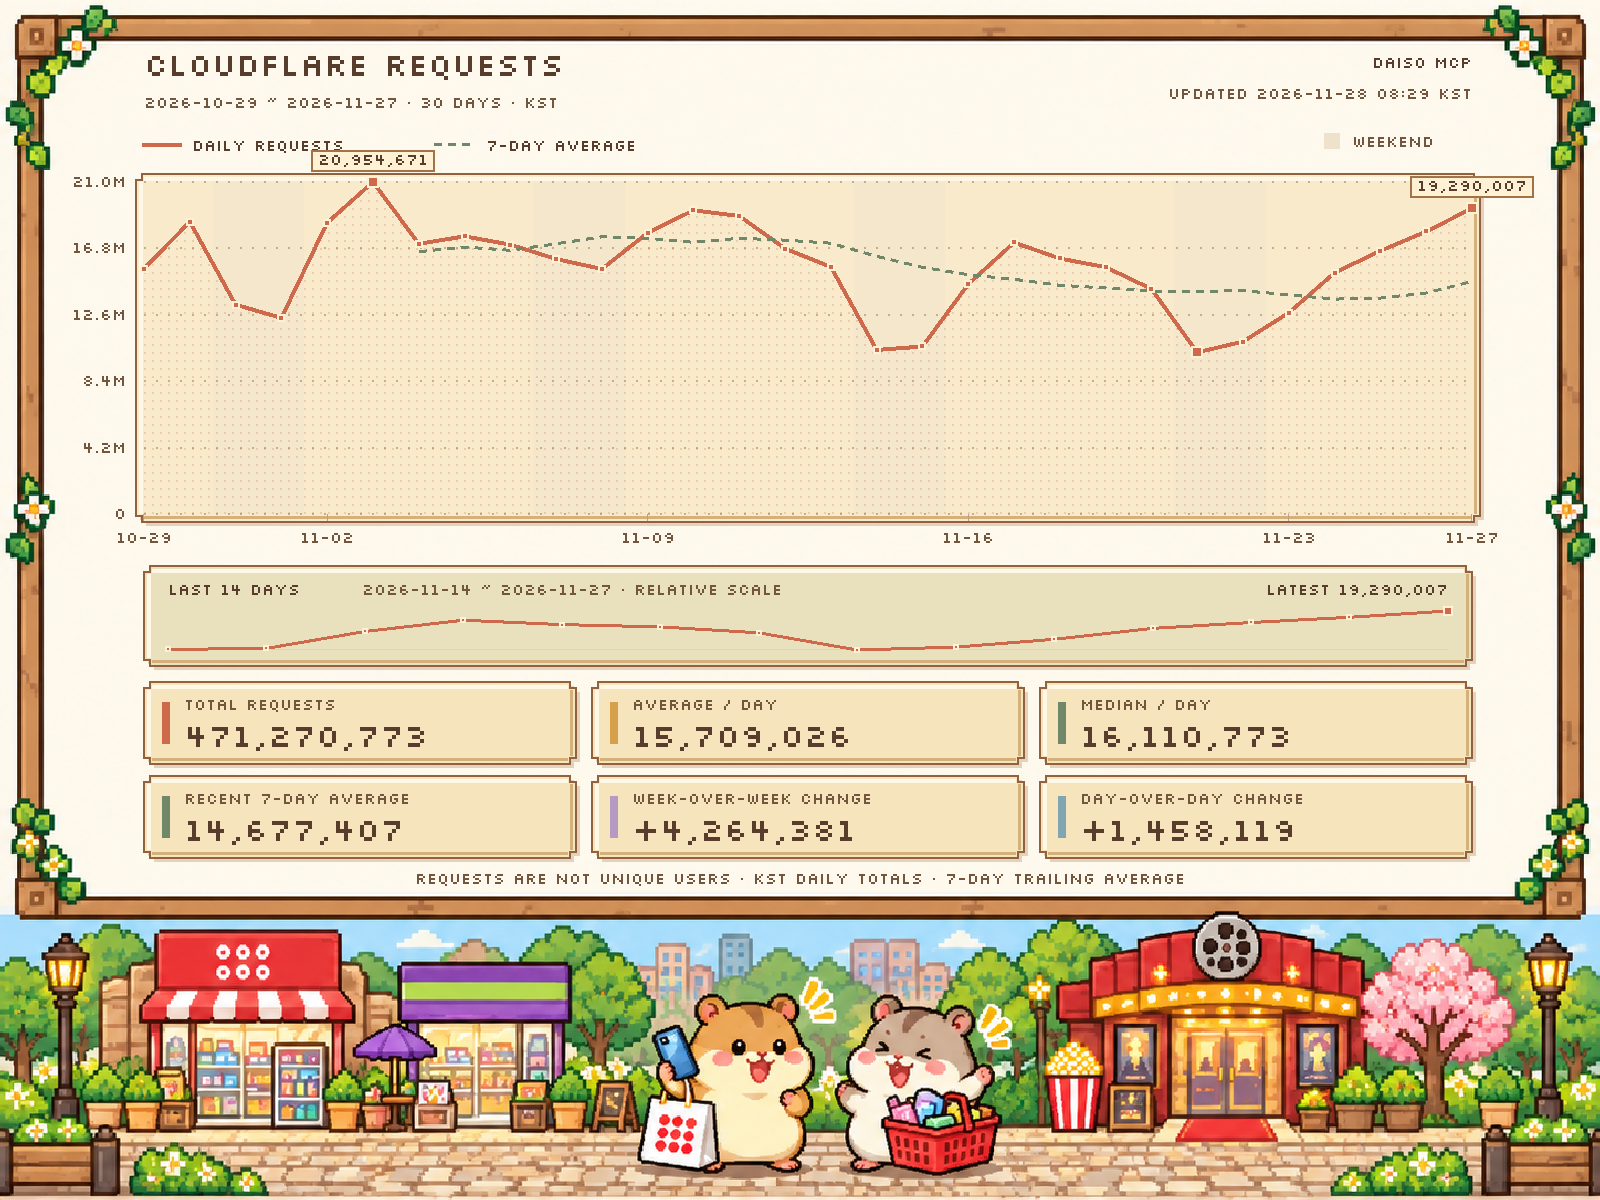 CLOUDFLARE REQUESTS
2026-10-29 ~ 2026-11-27 · 30 DAYS · KST
DAISO MCP
UPDATED 2026-11-28 08:29 KST
DAILY REQUESTS
7-DAY AVERAGE
WEEKEND
20,954,671
19,290,007
21.0M
16.8M
12.6M
8.4M
4.2M
0
10-29
11-02
11-09
11-16
11-23
11-27
LAST 14 DAYS
2026-11-14 ~ 2026-11-27 · RELATIVE SCALE
LATEST 19,290,007
TOTAL REQUESTS
471,270,773
AVERAGE / DAY
15,709,026
MEDIAN / DAY
16,110,773
RECENT 7-DAY AVERAGE
14,677,407
WEEK-OVER-WEEK CHANGE
+4,264,381
DAY-OVER-DAY CHANGE
+1,458,119
REQUESTS ARE NOT UNIQUE USERS · KST DAILY TOTALS · 7-DAY TRAILING AVERAGE